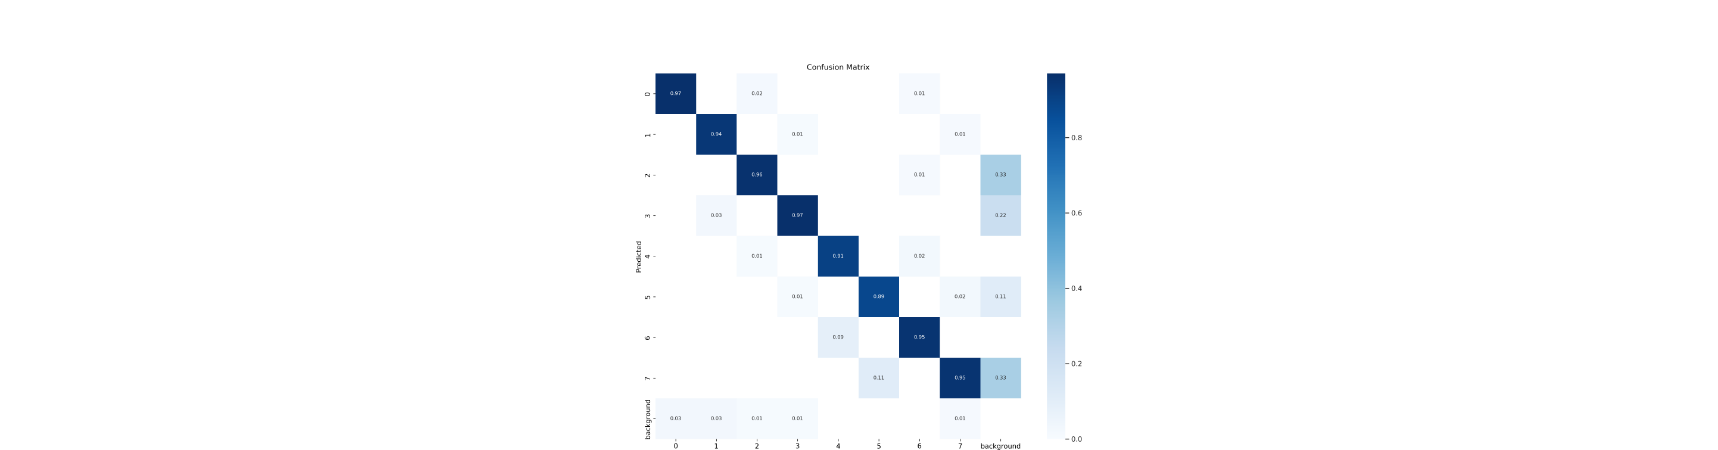 Confusion Matrix
0 0.97 0.02 0.01
1 0.94 0.01 0.01 0.8
2 0.01 0.33
3 0.03 0.97 0.22 0.6
Predicted
4 0.01 0.91 0.02
5 0.01 0.89 0.02 0.11 0.4
6 0.09 0.95
7 0.11 0.95 0.33 0.2
background 0.03 0.03 0.01 0.01 0.0
0 1 2 3 4 5 6 7 background